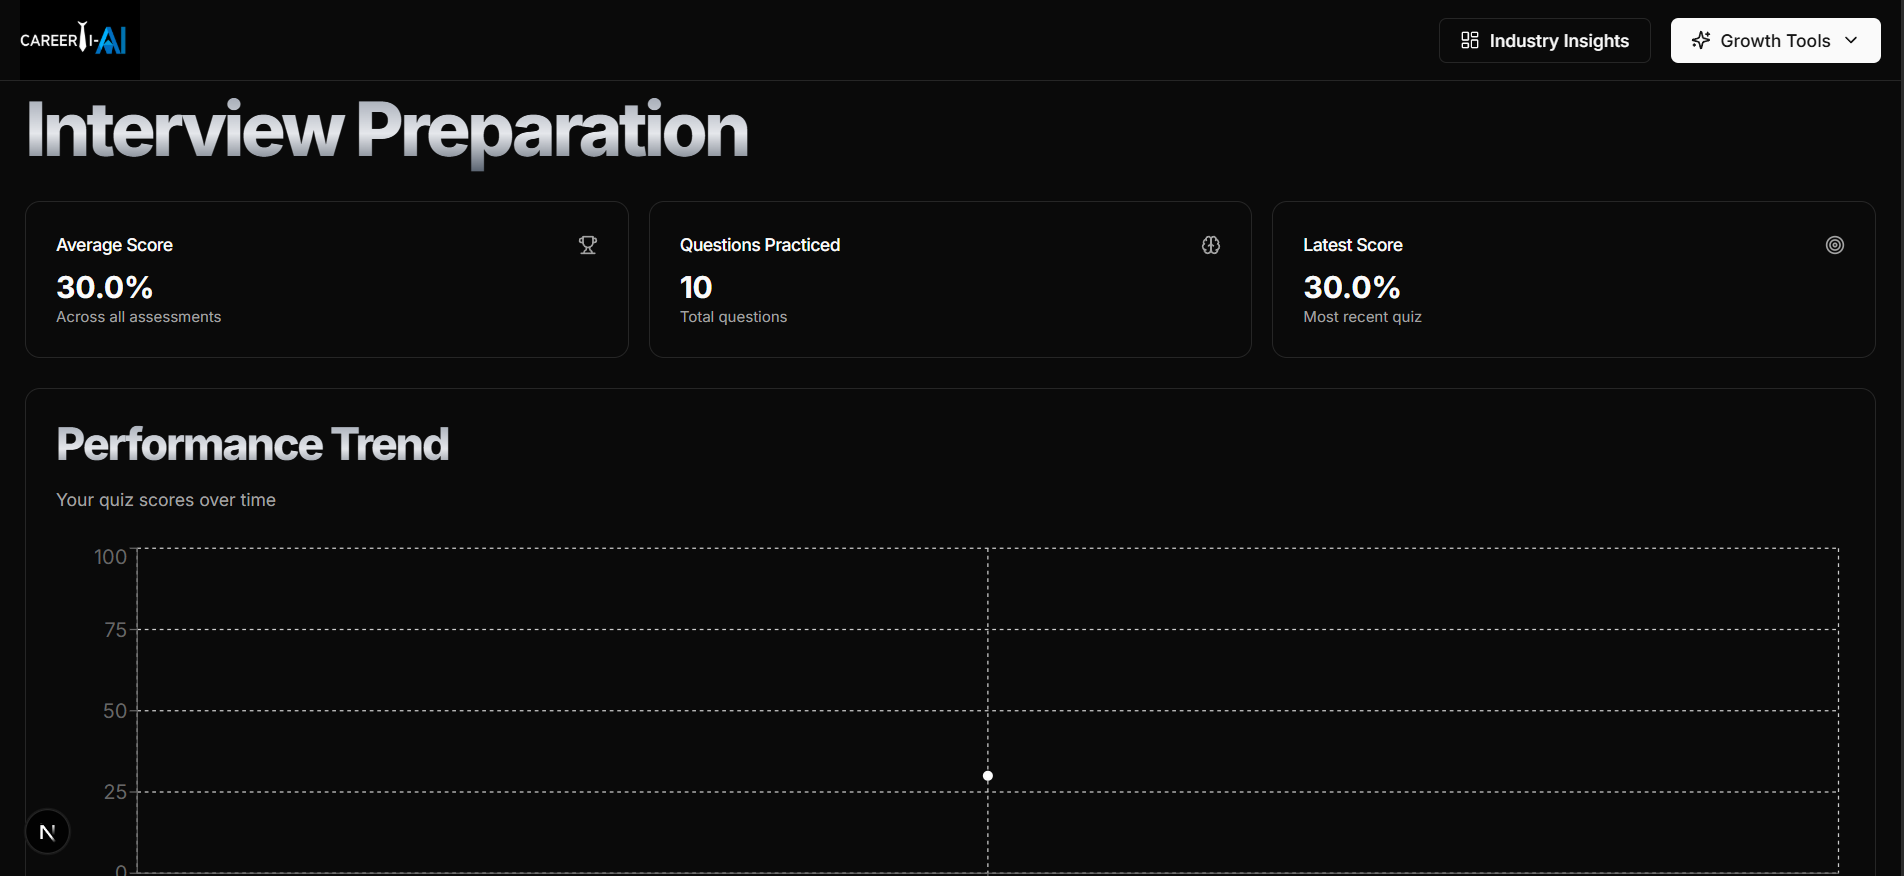 CAREER I-AI
Industry Insights
Growth Tools
Interview Preparation
Average Score
30.0%
Across all assessments
Questions Practiced
10
Total questions
Latest Score
30.0%
Most recent quiz
Performance Trend
Your quiz scores over time
100
75
50
25
0
N